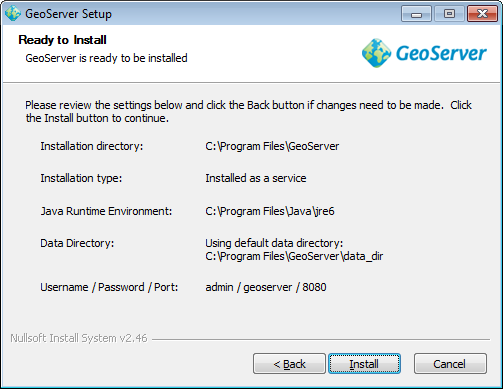 GeoServer Setup
Ready to Install
GeoServer is ready to be installed
GeoServer
Please review the settings below and click the Back button if changes need to be made. Click
the Install button to continue.
Installation directory: C:\Program Files\GeoServer
Installation type: Installed as a service
Java Runtime Environment: C:\Program Files\Java\jre6
Data Directory: Using default data directory:
C:\Program Files\GeoServer\data_dir
Username / Password / Port: admin / geoserver / 8080
Nullsoft Install System v2.46
< Back Install Cancel